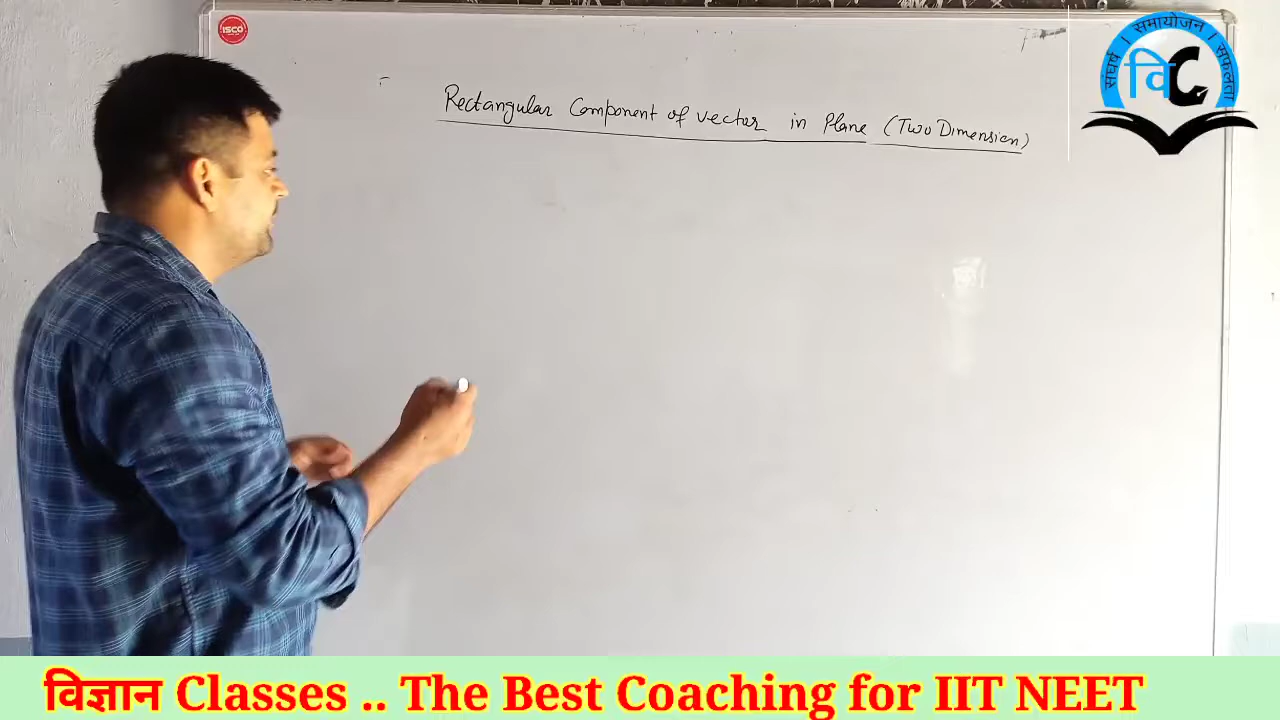 ISCO
संघर्ष । समायोजन । सफलता
विC
Rectangular Component of vector in Plane (Two Dimension)
विज्ञान Classes .. The Best Coaching for IIT NEET